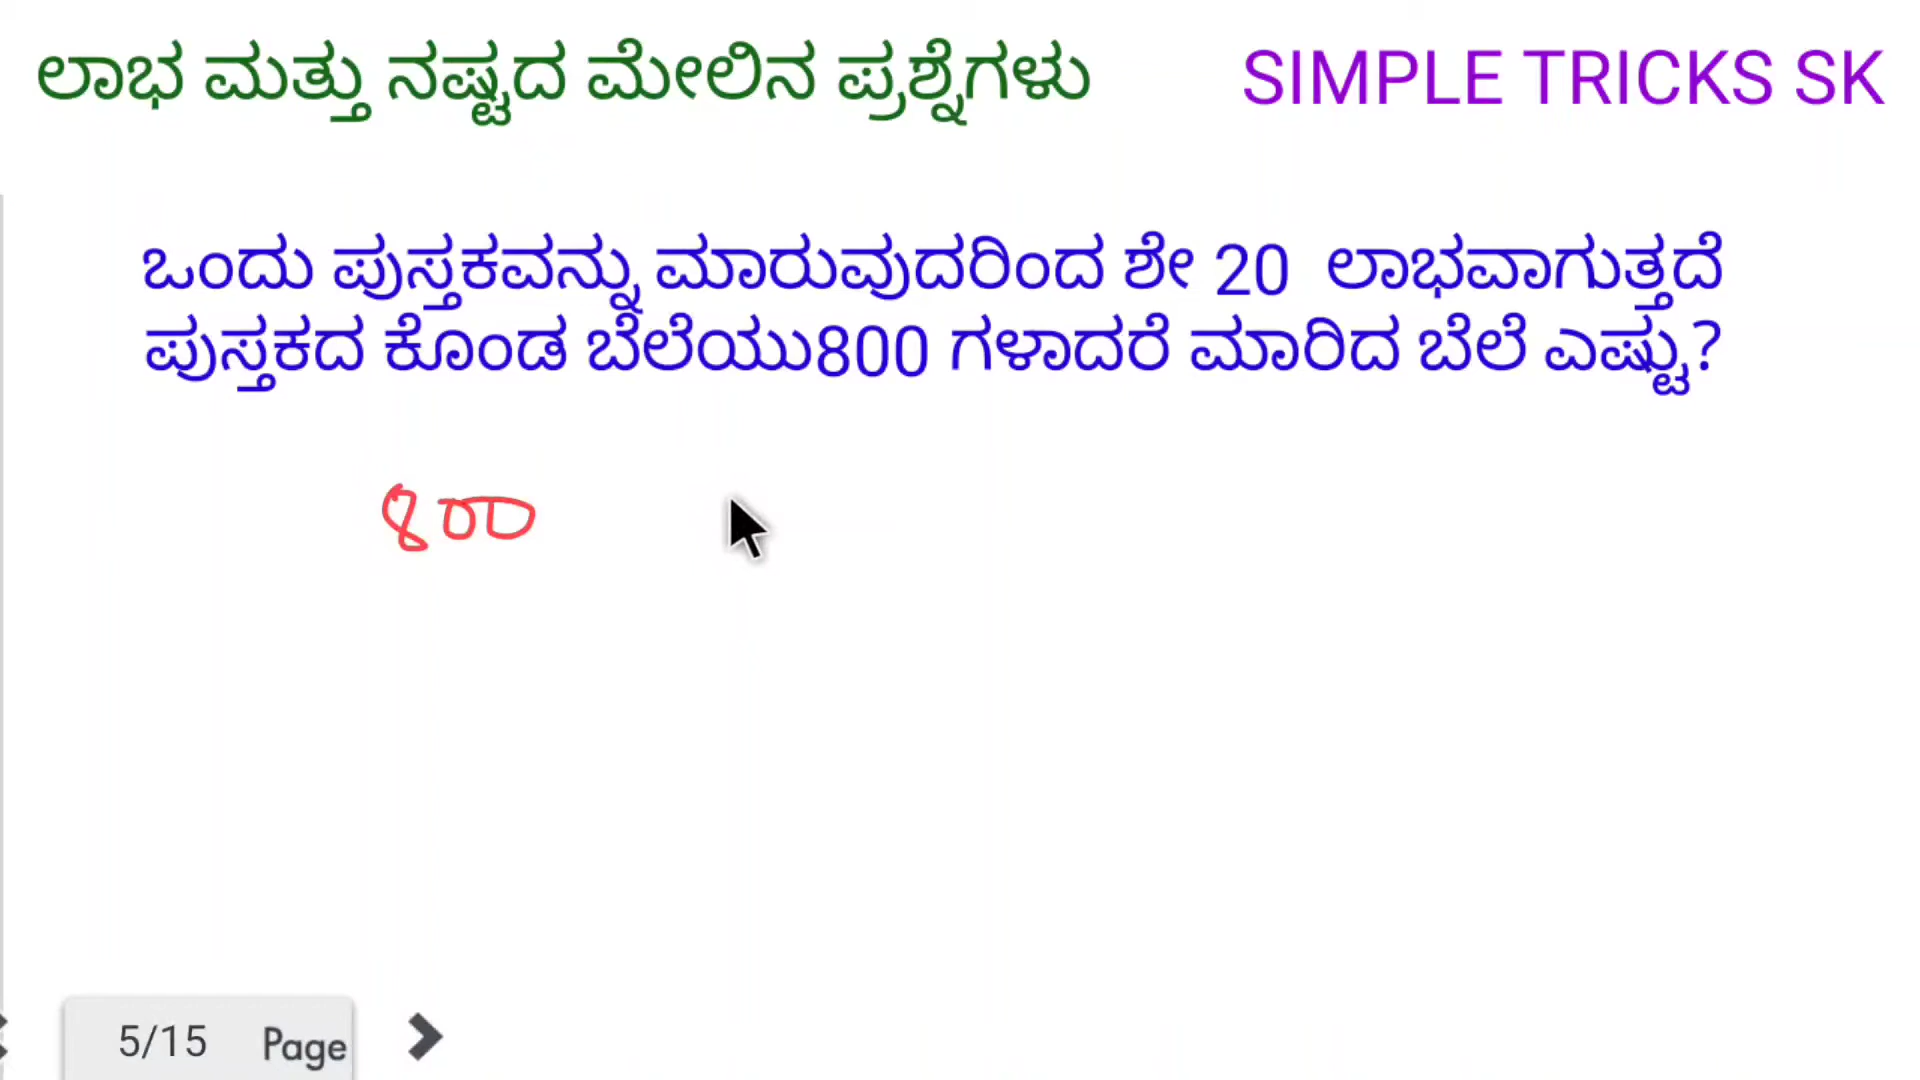 ಲಾಭ ಮತ್ತು ನಷ್ಟದ ಮೇಲಿನ ಪ್ರಶ್ನೆಗಳು SIMPLE TRICKS SK
ಒಂದು ಪುಸ್ತಕವನ್ನು ಮಾರುವುದರಿಂದ ಶೇ 20 ಲಾಭವಾಗುತ್ತದೆ
ಪುಸ್ತಕದ ಕೊಂಡ ಬೆಲೆಯು800 ಗಳಾದರೆ ಮಾರಿದ ಬೆಲೆ ಎಷ್ಟು?
800
5/15 Page